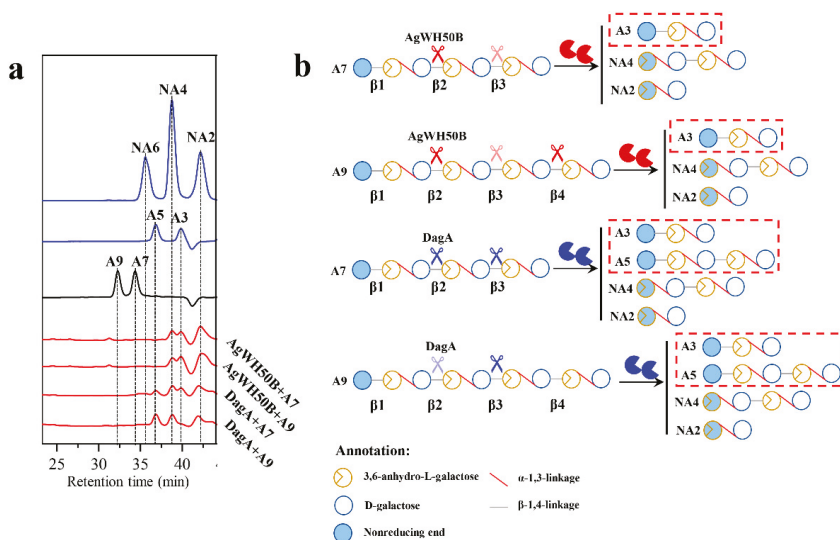 a
NA4
NA6
NA2
A5
A3
A9
A7
AgWH50B+A7
AgWH50B+A9
DagA+A7
DagA+A9
25 30 35 40
Retention time (min)
b
AgWH50B
A7
β1 β2 β3
A3
NA4
NA2
AgWH50B
A9
β1 β2 β3 β4
A3
NA4
NA2
DagA
A7
β1 β2 β3
A3
A5
NA4
NA2
DagA
A9
β1 β2 β3 β4
A3
A5
NA4
NA2
Annotation:
3,6-anhydro-L-galactose α-1,3-linkage
D-galactose β-1,4-linkage
Nonreducing end